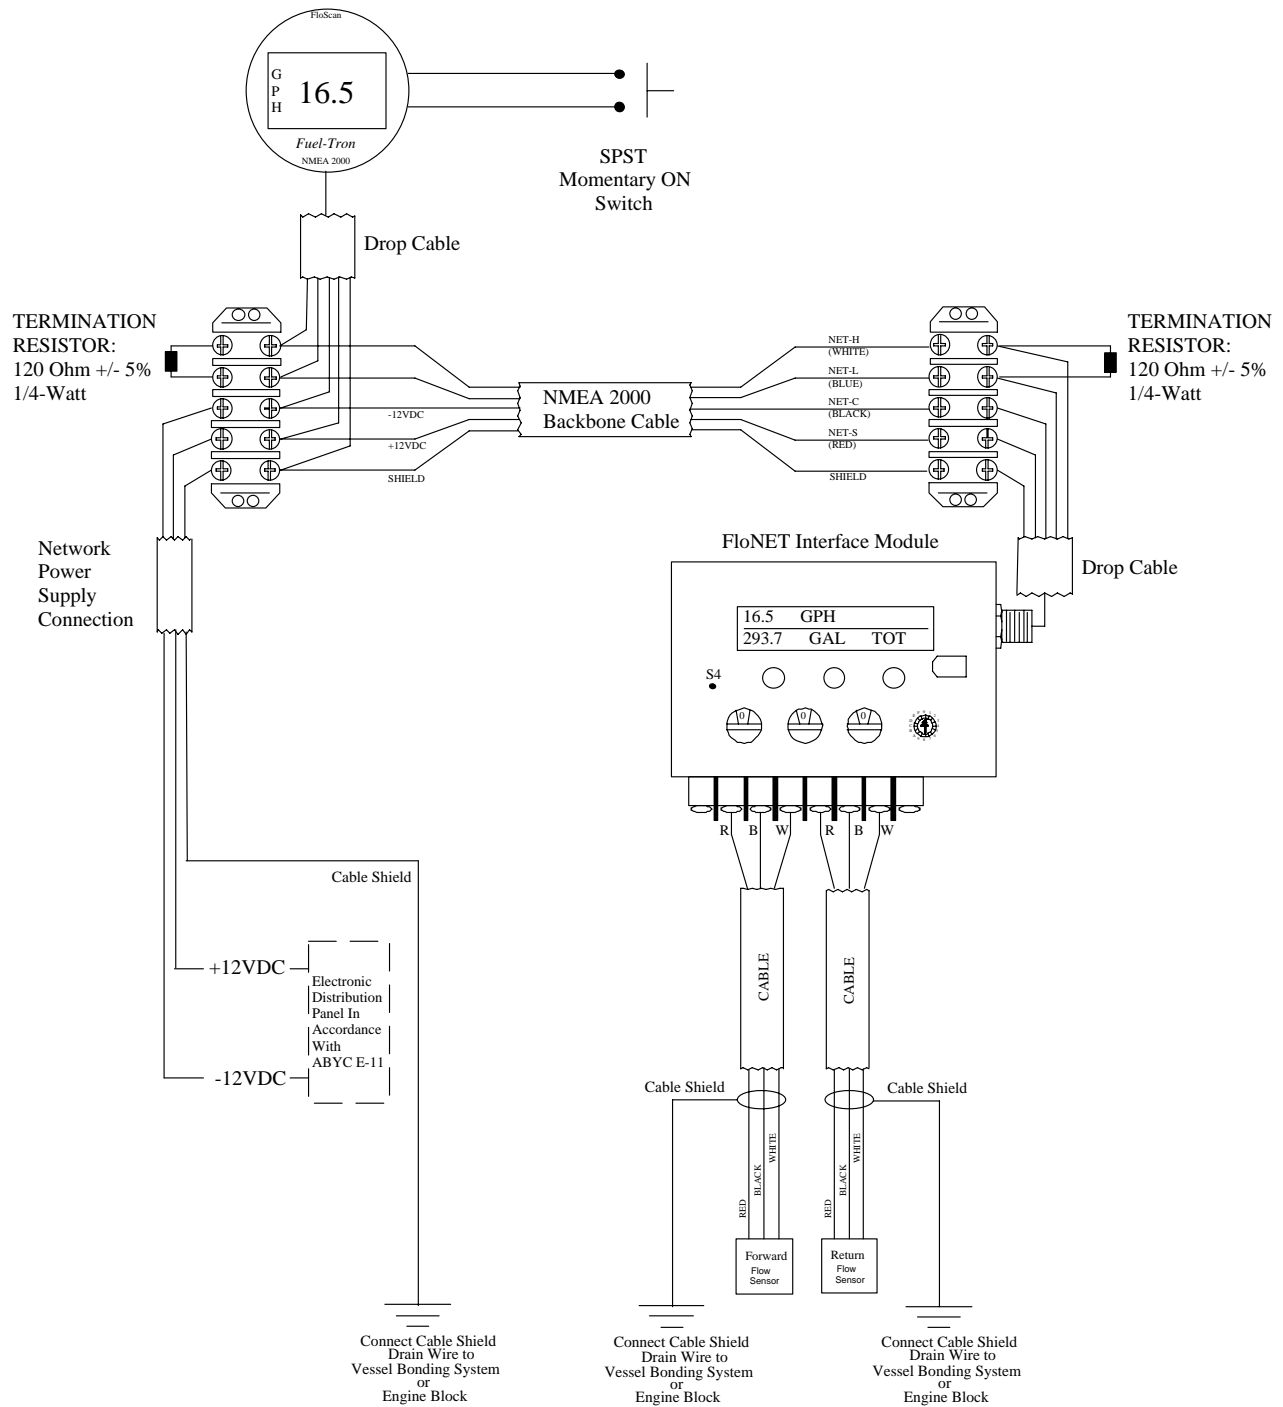 FloScan
G
P
H
16.5
Fuel-Tron
NMEA 2000
SPST
Momentary ON
Switch
Drop Cable
TERMINATION
RESISTOR:
120 Ohm +/- 5%
1/4-Watt
-12VDC
+12VDC
SHIELD
NMEA 2000
Backbone Cable
NET-H
(WHITE)
NET-L
(BLUE)
NET-C
(BLACK)
NET-S
(RED)
SHIELD
TERMINATION
RESISTOR:
120 Ohm +/- 5%
1/4-Watt
Network
Power
Supply
Connection
FloNET Interface Module
Drop Cable
16.5 GPH
293.7 GAL TOT
S4
0
0
0
R B W R B W
Cable Shield
+12VDC
Electronic
Distribution
Panel In
Accordance
With
ABYC E-11
-12VDC
CABLE
CABLE
Cable Shield
Cable Shield
RED
BLACK
WHITE
RED
BLACK
WHITE
Forward
Flow
Sensor
Return
Flow
Sensor
Connect Cable Shield
Drain Wire to
Vessel Bonding System
or
Engine Block
Connect Cable Shield
Drain Wire to
Vessel Bonding System
or
Engine Block
Connect Cable Shield
Drain Wire to
Vessel Bonding System
or
Engine Block